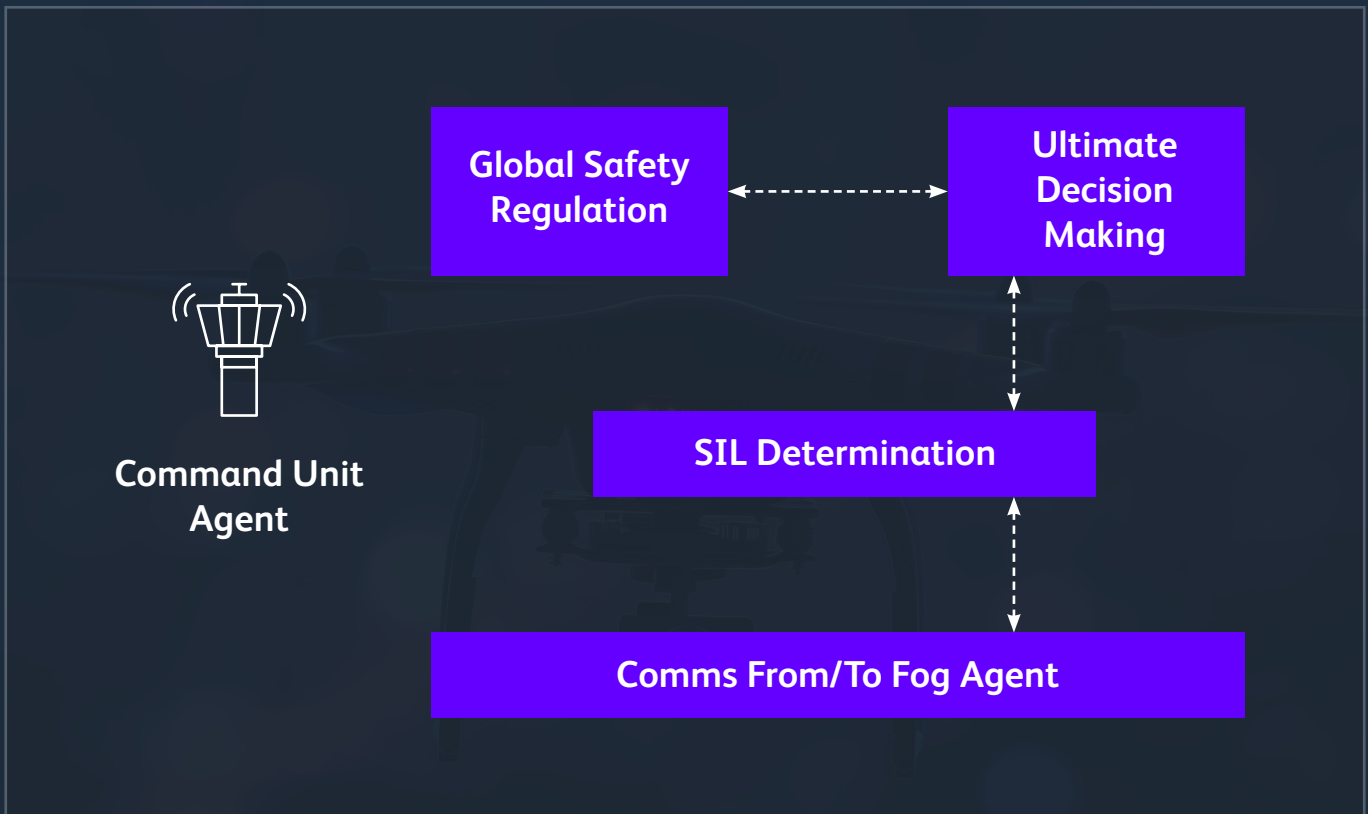 Global Safety
Regulation
Ultimate
Decision
Making
Command Unit
Agent
SIL Determination
Comms From/To Fog Agent